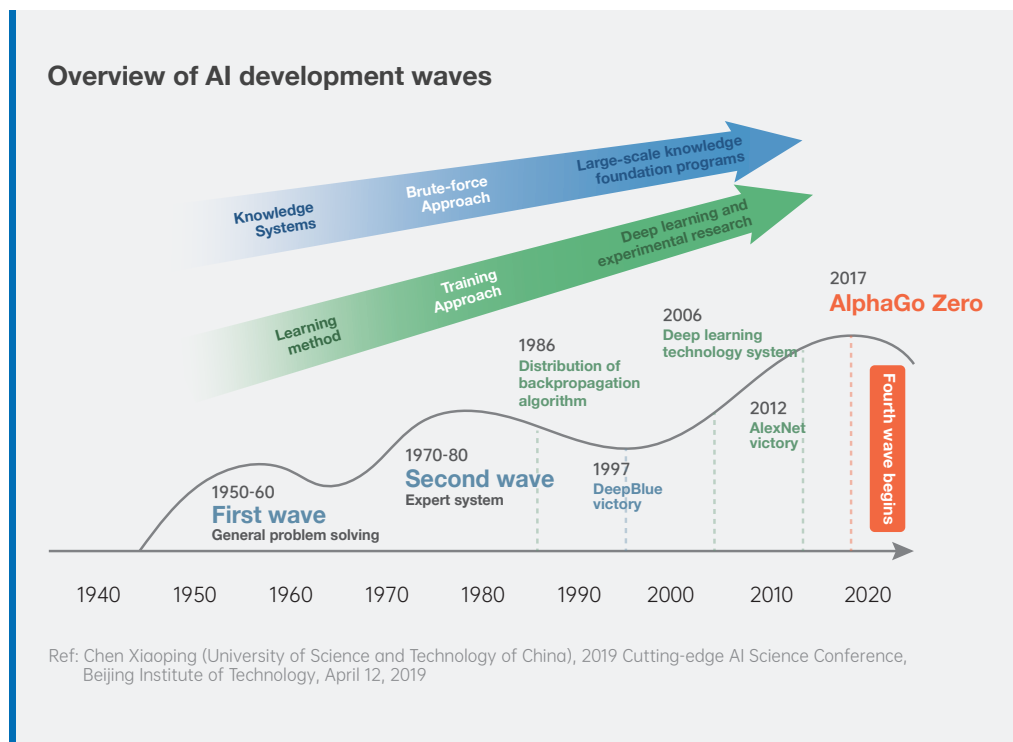 Overview of AI development waves
Knowledge
Systems
Brute-force
Approach
Large-scale knowledge
foundation programs
Learning
method
Training
Approach
Deep learning and
experimental research
2017
AlphaGo Zero
2006
Deep learning
technology system
1986
Distribution of
backpropagation
algorithm
2012
AlexNet
victory
Fourth wave begins
1970-80
Second wave
Expert system
1997
DeepBlue
victory
1950-60
First wave
General problem solving
1940 1950 1960 1970 1980 1990 2000 2010 2020
Ref: Chen Xiaoping (University of Science and Technology of China), 2019 Cutting-edge AI Science Conference,
Beijing Institute of Technology, April 12, 2019